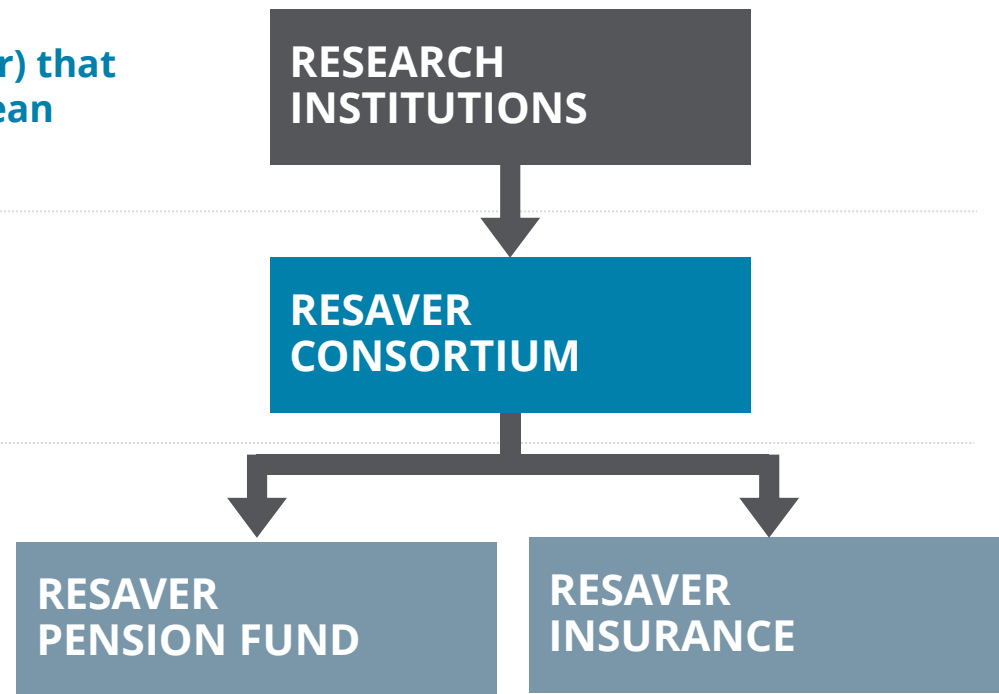 r) that
ean
RESEARCH
INSTITUTIONS
RESAVER
CONSORTIUM
RESAVER
PENSION FUND
RESAVER
INSURANCE